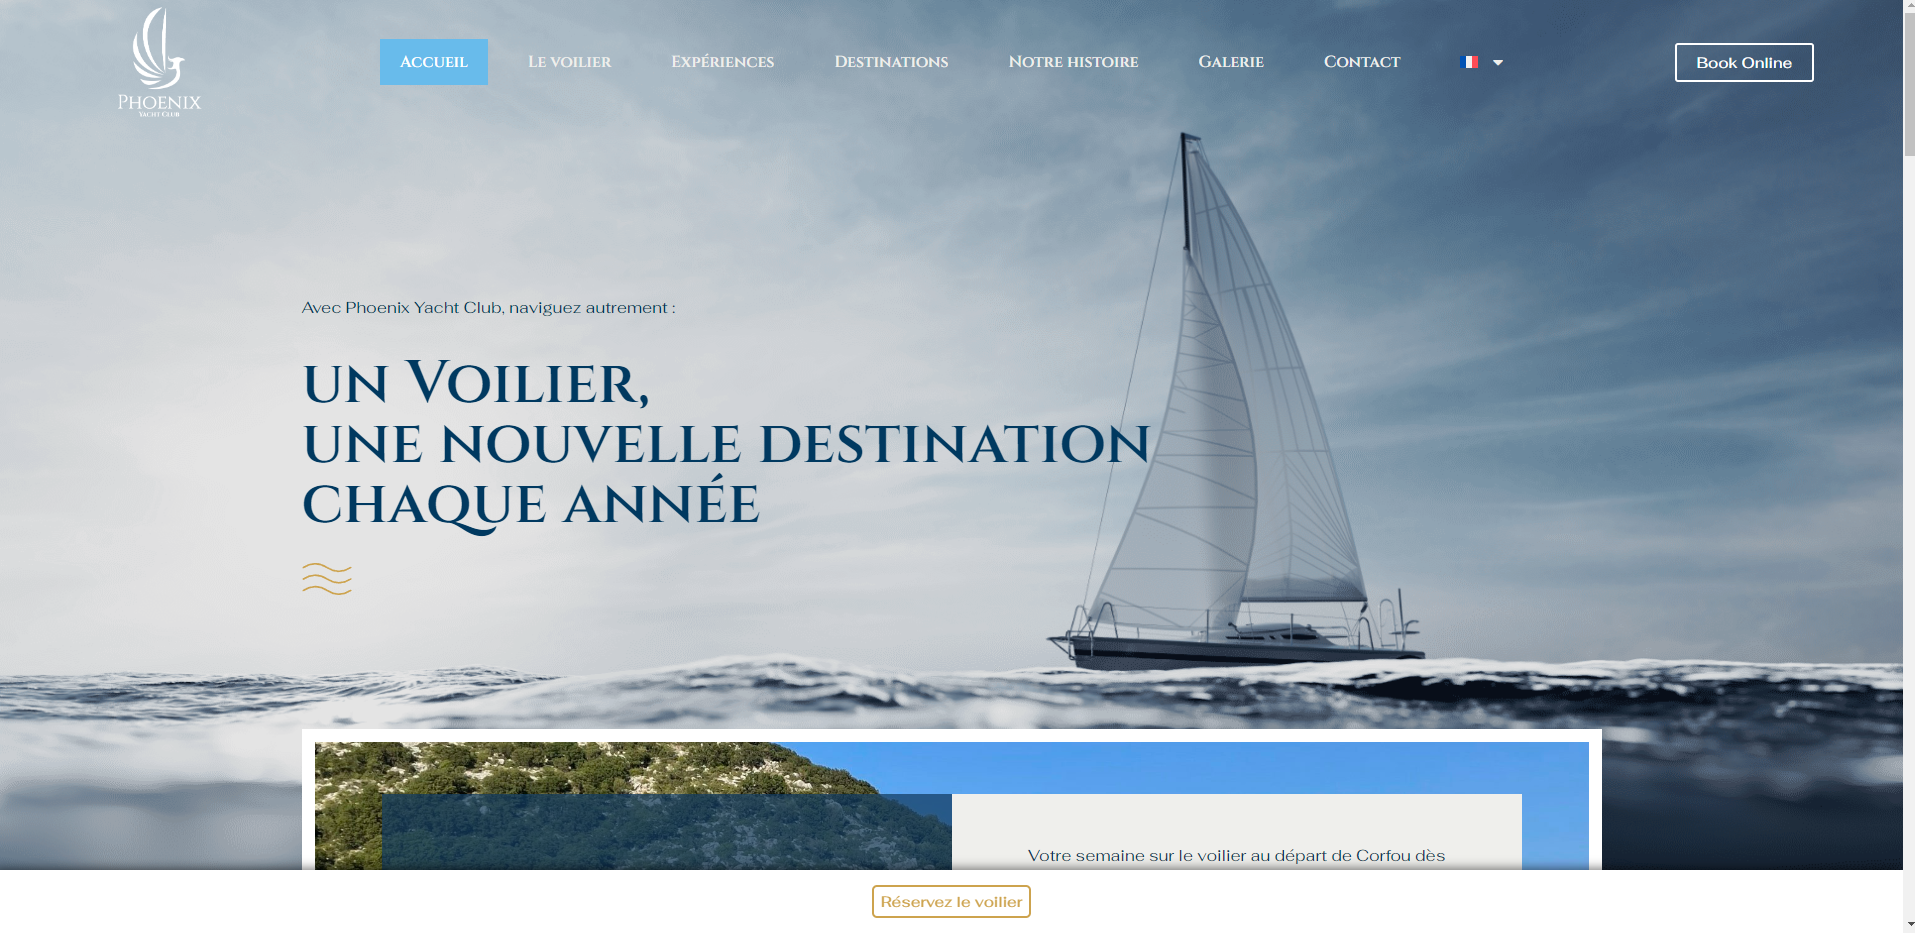 Phoenix
Yacht Club
Accueil
Le voilier
Expériences
Destinations
Notre histoire
Galerie
Contact
Book Online
Avec Phoenix Yacht Club, naviguez autrement :
un Voilier,
une nouvelle destination
chaque année
Votre semaine sur le voilier au départ de Corfou dès
Réservez le voilier